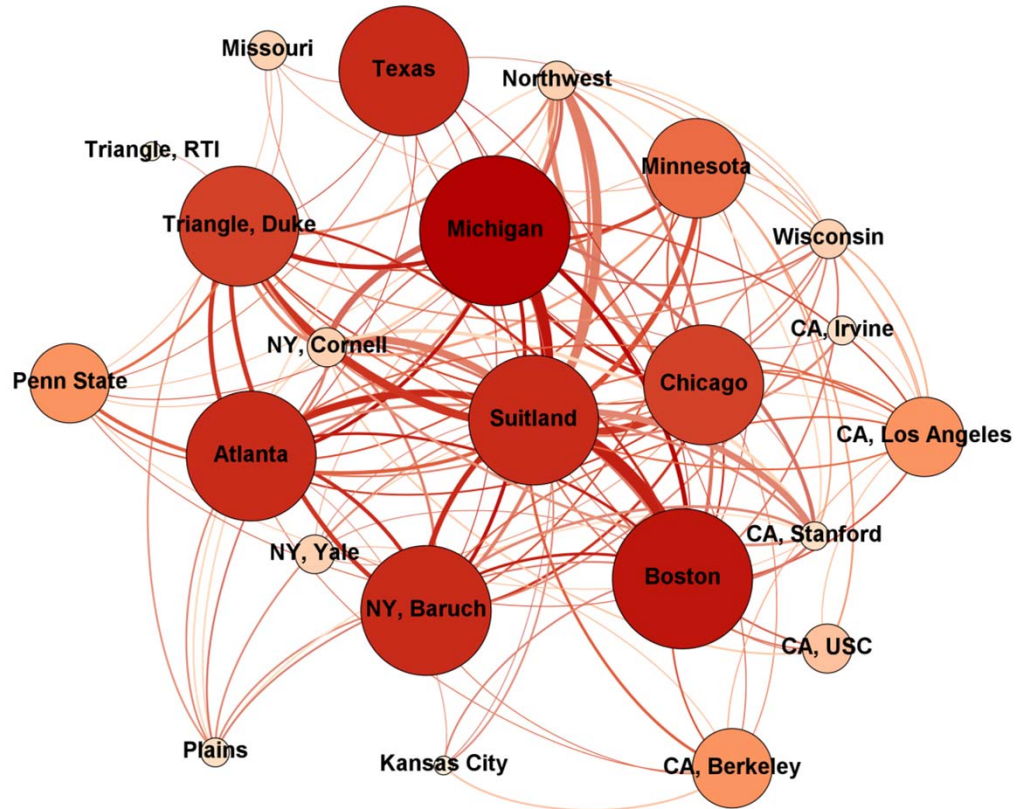 Missouri
Texas
Northwest
Triangle, RTI
Minnesota
Triangle, Duke
Michigan
Wisconsin
CA, Irvine
NY, Cornell
Penn State
Chicago
Suitland
CA, Los Angeles
Atlanta
CA, Stanford
NY, Yale
Boston
NY, Baruch
CA, USC
Plains
Kansas City
CA, Berkeley